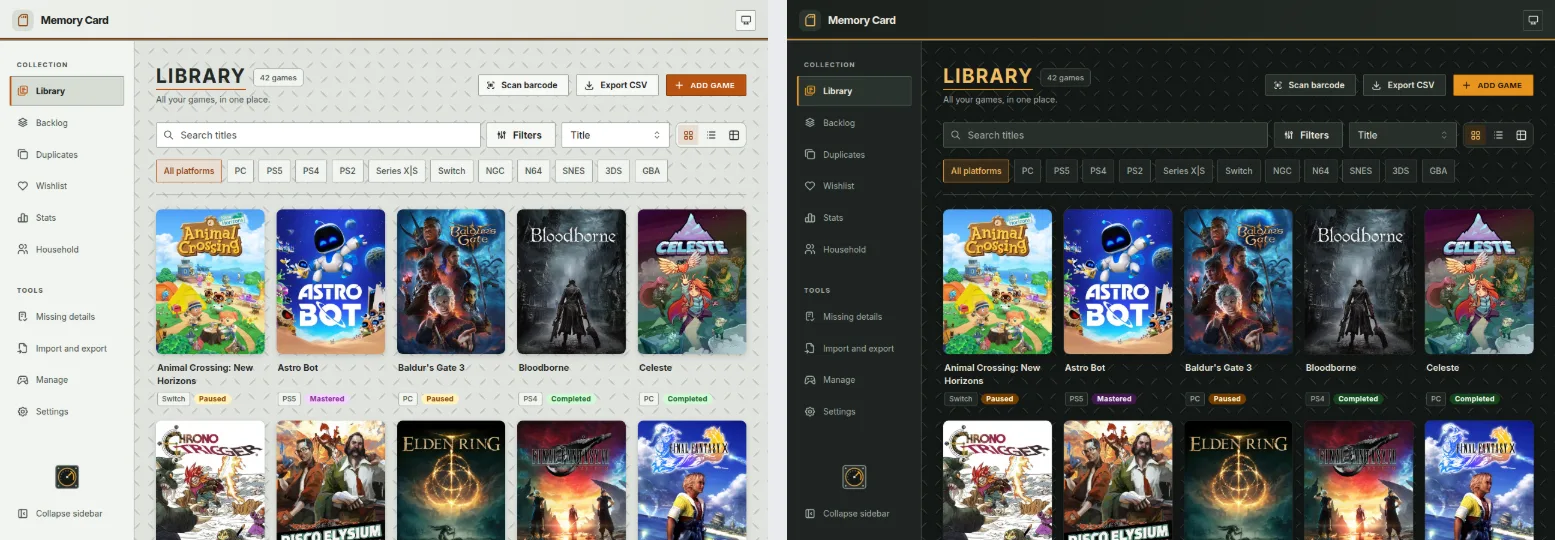 Memory Card
COLLECTION
Library
Backlog
Duplicates
Wishlist
Stats
Household
TOOLS
Missing details
Import and export
Manage
Settings
Collapse sidebar
LIBRARY
42 games
All your games, in one place.
Scan barcode
Export CSV
ADD GAME
Search titles
Filters
Title
All platforms
PC
PS5
PS4
PS2
Series X|S
Switch
NGC
N64
SNES
3DS
GBA
Animal Crossing
ASTRO BOT
Baldur's Gate
Bloodborne
CELESTE
Animal Crossing: New Horizons
Switch
Paused
Astro Bot
PS5
Mastered
Baldur's Gate 3
PC
Paused
Bloodborne
PS4
Completed
Celeste
PC
Completed
CHRONO TRIGGER
DISCO ELYSIUM
ELDEN RING
FINAL FANTASY X
Memory Card
COLLECTION
Library
Backlog
Duplicates
Wishlist
Stats
Household
TOOLS
Missing details
Import and export
Manage
Settings
Collapse sidebar
LIBRARY
42 games
All your games, in one place.
Scan barcode
Export CSV
ADD GAME
Search titles
Filters
Title
All platforms
PC
PS5
PS4
PS2
Series X|S
Switch
NGC
N64
SNES
3DS
GBA
Animal Crossing
ASTRO BOT
Baldur's Gate
Bloodborne
CELESTE
Animal Crossing: New Horizons
Switch
Paused
Astro Bot
PS5
Mastered
Baldur's Gate 3
PC
Paused
Bloodborne
PS4
Completed
Celeste
PC
Completed
CHRONO TRIGGER
DISCO ELYSIUM
ELDEN RING
FINAL FANTASY X